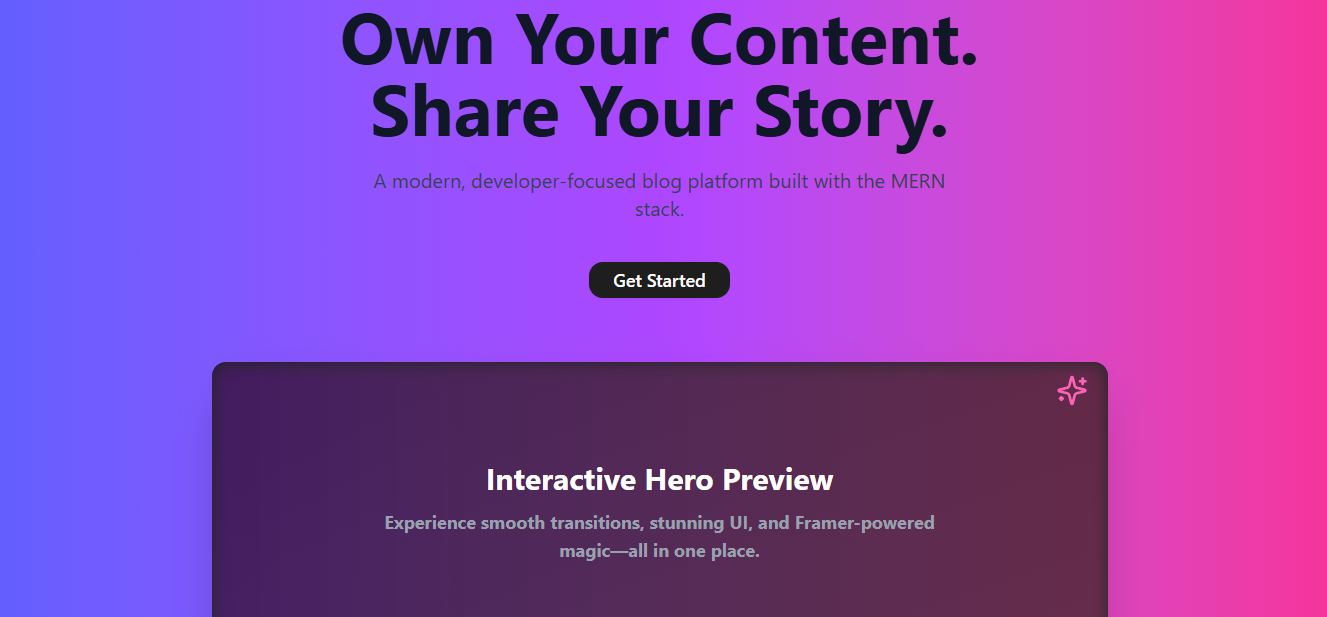 Own Your Content.
Share Your Story.
A modern, developer-focused blog platform built with the MERN
stack.
Get Started
Interactive Hero Preview
Experience smooth transitions, stunning UI, and Framer-powered
magic—all in one place.